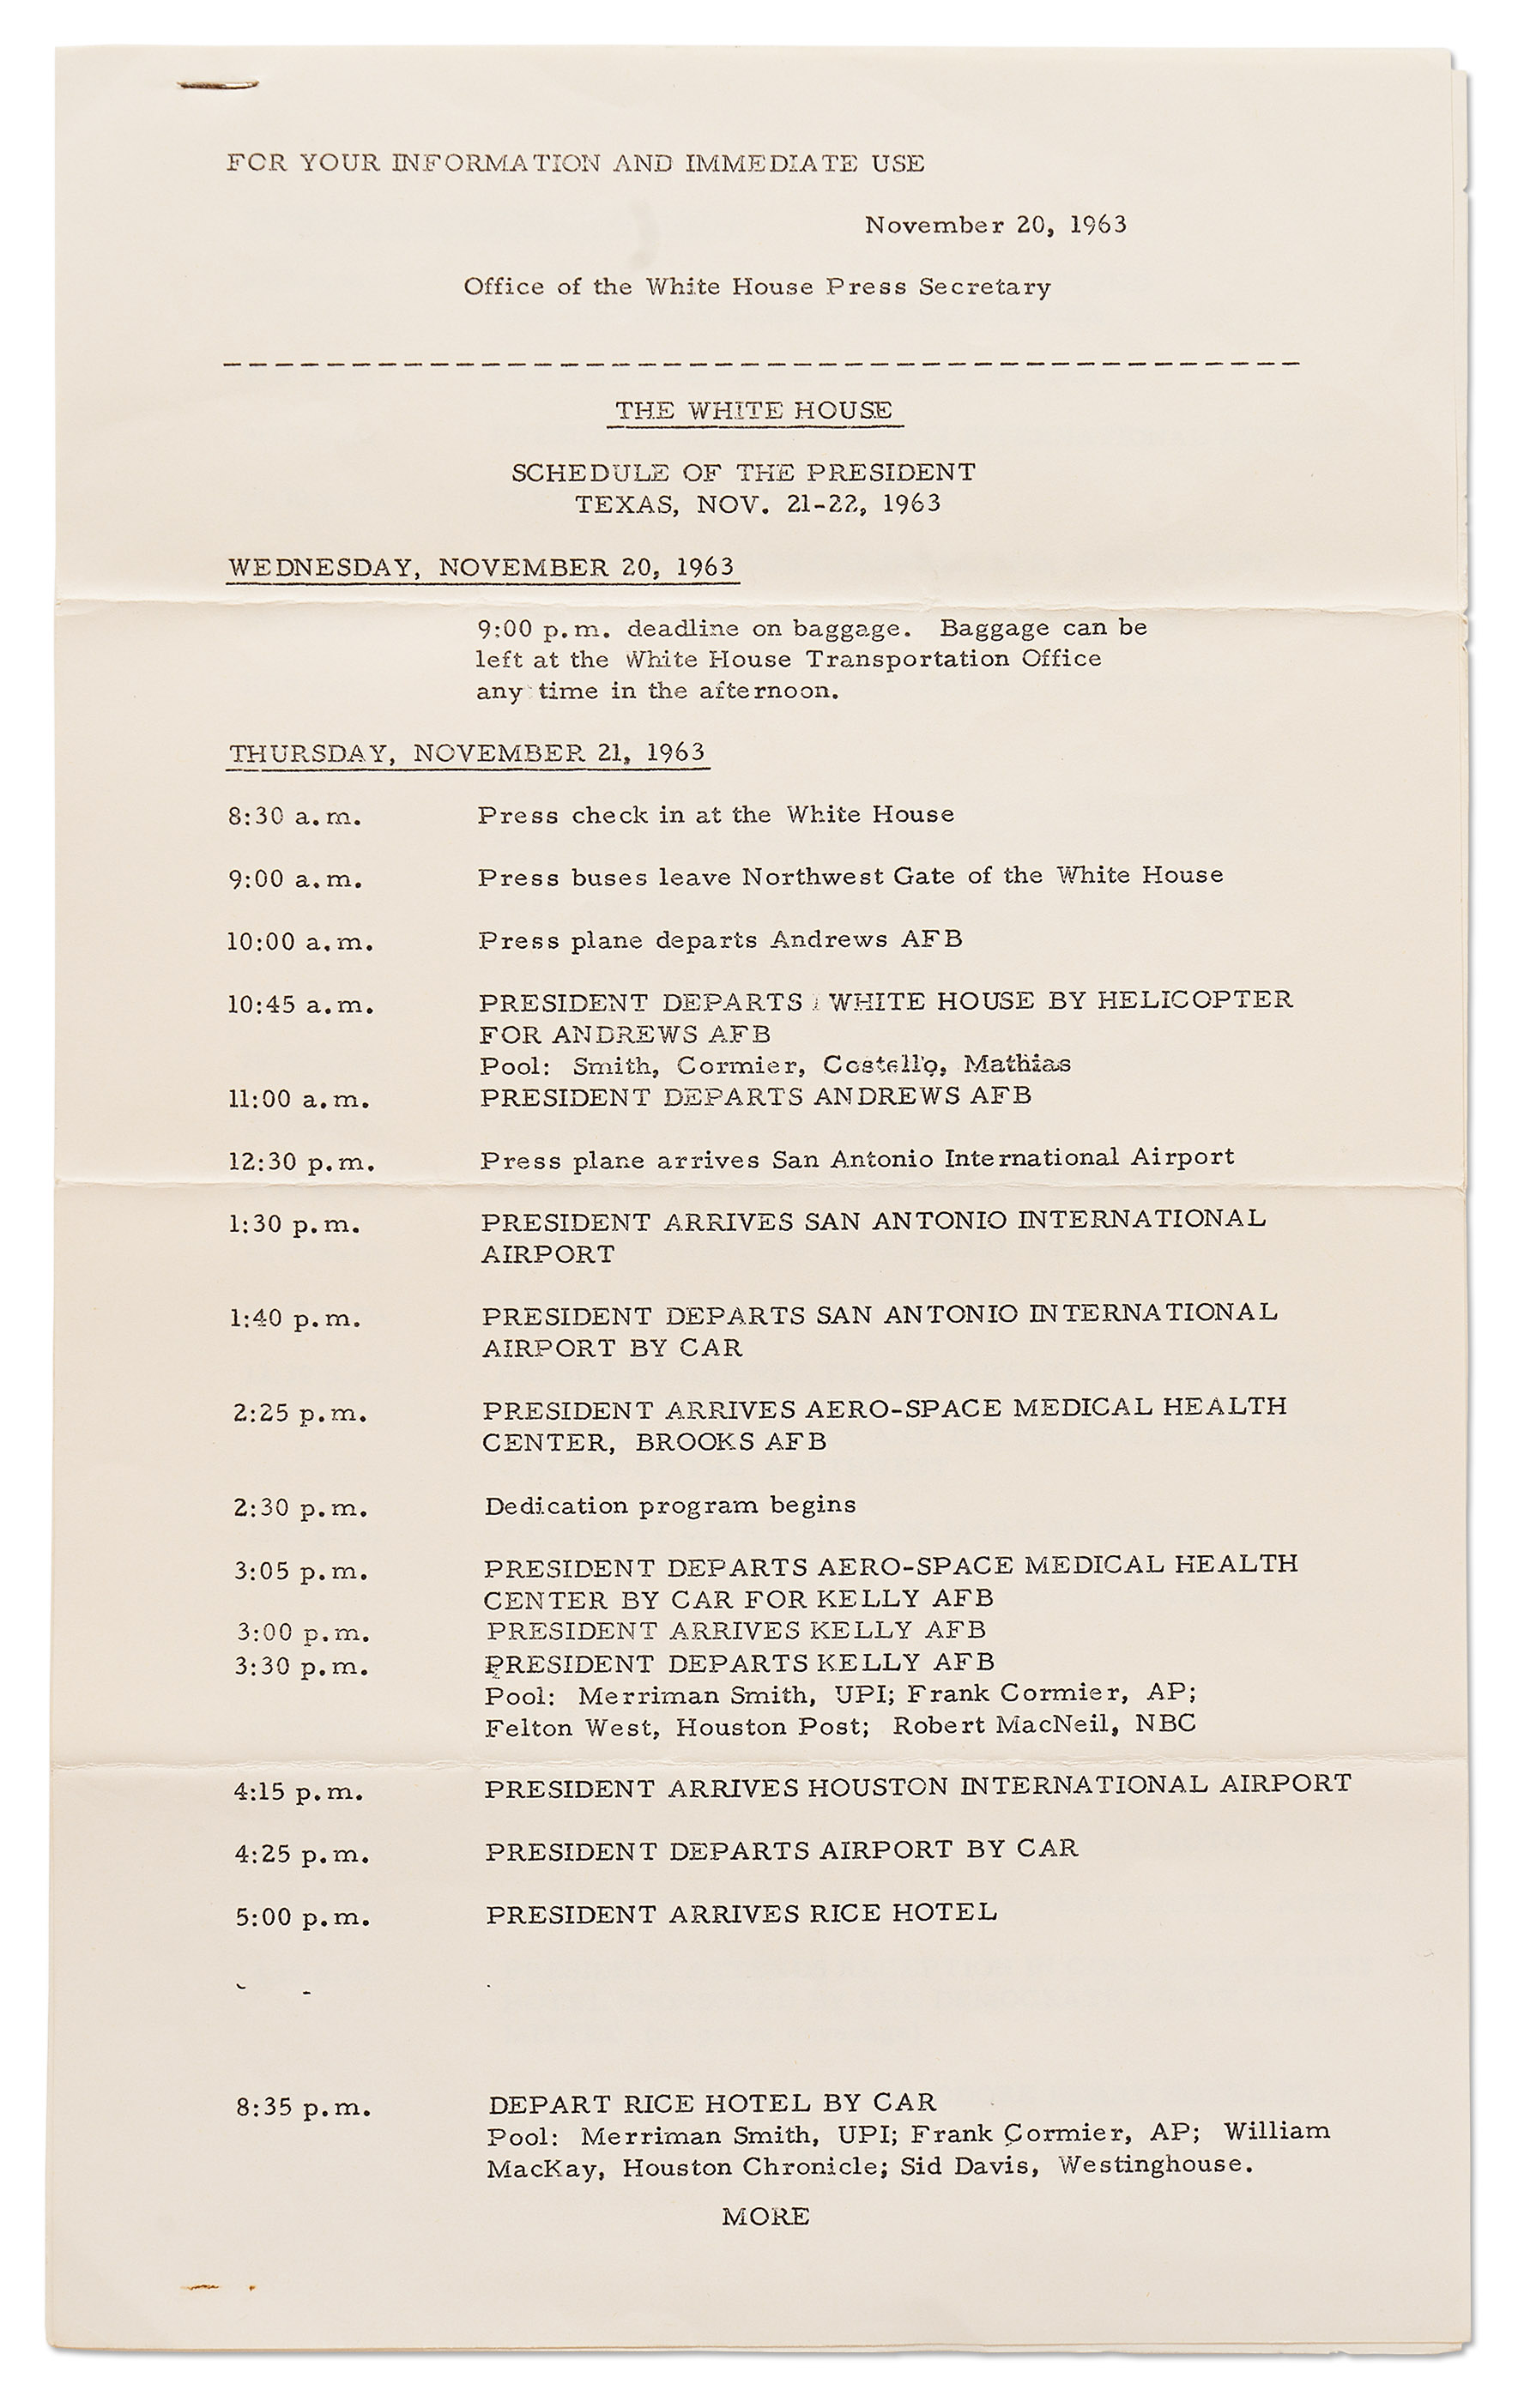 FOR YOUR INFORMATION AND IMMEDIATE USE
November 20, 1963
Office of the White House Press Secretary
THE WHITE HOUSE
SCHEDULE OF THE PRESIDENT
TEXAS, NOV. 21-22, 1963
WEDNESDAY, NOVEMBER 20, 1963
9:00 p.m. deadline on baggage. Baggage can be
left at the White House Transportation Office
any time in the afternoon.
THURSDAY, NOVEMBER 21, 1963
8:30 a.m. Press check in at the White House
9:00 a.m. Press buses leave Northwest Gate of the White House
10:00 a.m. Press plane departs Andrews AFB
10:45 a.m. PRESIDENT DEPARTS WHITE HOUSE BY HELICOPTER
FOR ANDREWS AFB
Pool: Smith, Cormier, Costello, Mathias
11:00 a.m. PRESIDENT DEPARTS ANDREWS AFB
12:30 p.m. Press plane arrives San Antonio International Airport
1:30 p.m. PRESIDENT ARRIVES SAN ANTONIO INTERNATIONAL
AIRPORT
1:40 p.m. PRESIDENT DEPARTS SAN ANTONIO INTERNATIONAL
AIRPORT BY CAR
2:25 p.m. PRESIDENT ARRIVES AERO-SPACE MEDICAL HEALTH
CENTER, BROOKS AFB
2:30 p.m. Dedication program begins
3:05 p.m. PRESIDENT DEPARTS AERO-SPACE MEDICAL HEALTH
CENTER BY CAR FOR KELLY AFB
3:00 p.m. PRESIDENT ARRIVES KELLY AFB
3:30 p.m. PRESIDENT DEPARTS KELLY AFB
Pool: Merriman Smith, UPI; Frank Cormier, AP;
Felton West, Houston Post; Robert MacNeil, NBC
4:15 p.m. PRESIDENT ARRIVES HOUSTON INTERNATIONAL AIRPORT
4:25 p.m. PRESIDENT DEPARTS AIRPORT BY CAR
5:00 p.m. PRESIDENT ARRIVES RICE HOTEL
8:35 p.m. DEPART RICE HOTEL BY CAR
Pool: Merriman Smith, UPI; Frank Cormier, AP; William
MacKay, Houston Chronicle; Sid Davis, Westinghouse.
MORE